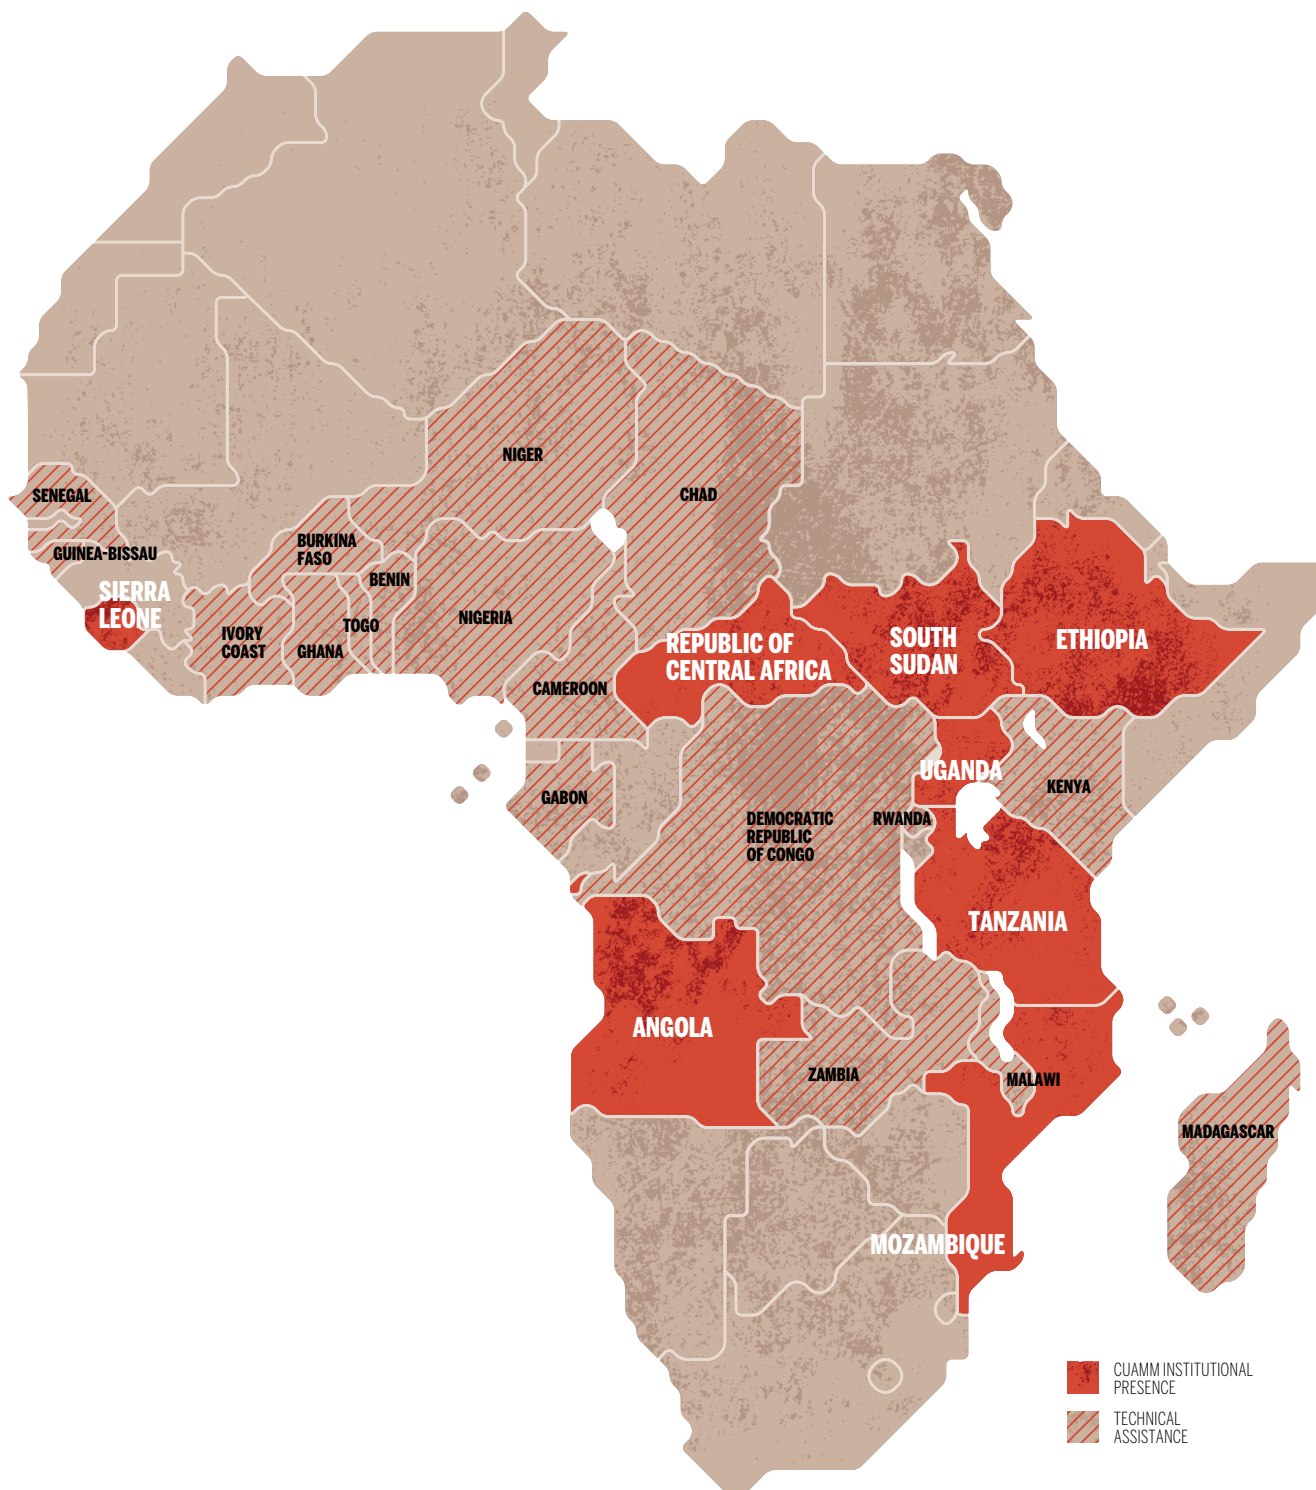 NIGER
CHAD
SENEGAL
BURKINA
FASO
GUINEA-BISSAU
BENIN
SIERRA
LEONE
NIGERIA
TOGO
IVORY
COAST
GHANA
REPUBLIC OF
CENTRAL AFRICA
SOUTH
SUDAN
ETHIOPIA
CAMEROON
UGANDA
KENYA
GABON
DEMOCRATIC
REPUBLIC
OF CONGO
RWANDA
TANZANIA
ANGOLA
ZAMBIA
MALAWI
MADAGASCAR
MOZAMBIQUE
CUAMM INSTITUTIONAL
PRESENCE
TECHNICAL
ASSISTANCE